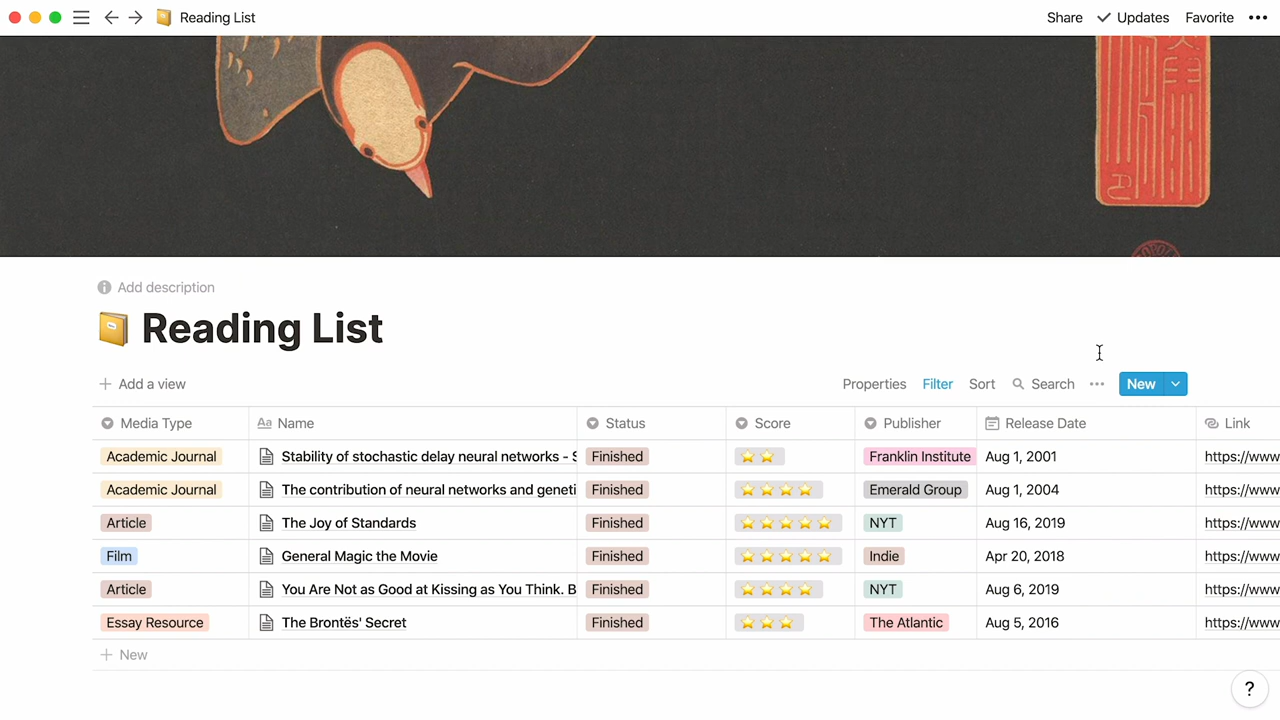 Reading List
Share Updates Favorite
Add description
Reading List
Add a view
Properties Filter Sort Search New
Media Type Aa Name Status Score Publisher Release Date Link
Academic Journal Stability of stochastic delay neural networks - Finished Franklin Institute Aug 1, 2001 https://www
Academic Journal The contribution of neural networks and geneti Finished Emerald Group Aug 1, 2004 https://www
Article The Joy of Standards Finished NYT Aug 16, 2019 https://www
Film General Magic the Movie Finished Indie Apr 20, 2018 https://www
Article You Are Not as Good at Kissing as You Think. B Finished NYT Aug 6, 2019 https://www
Essay Resource The Brontës' Secret Finished The Atlantic Aug 5, 2016 https://www
New
?